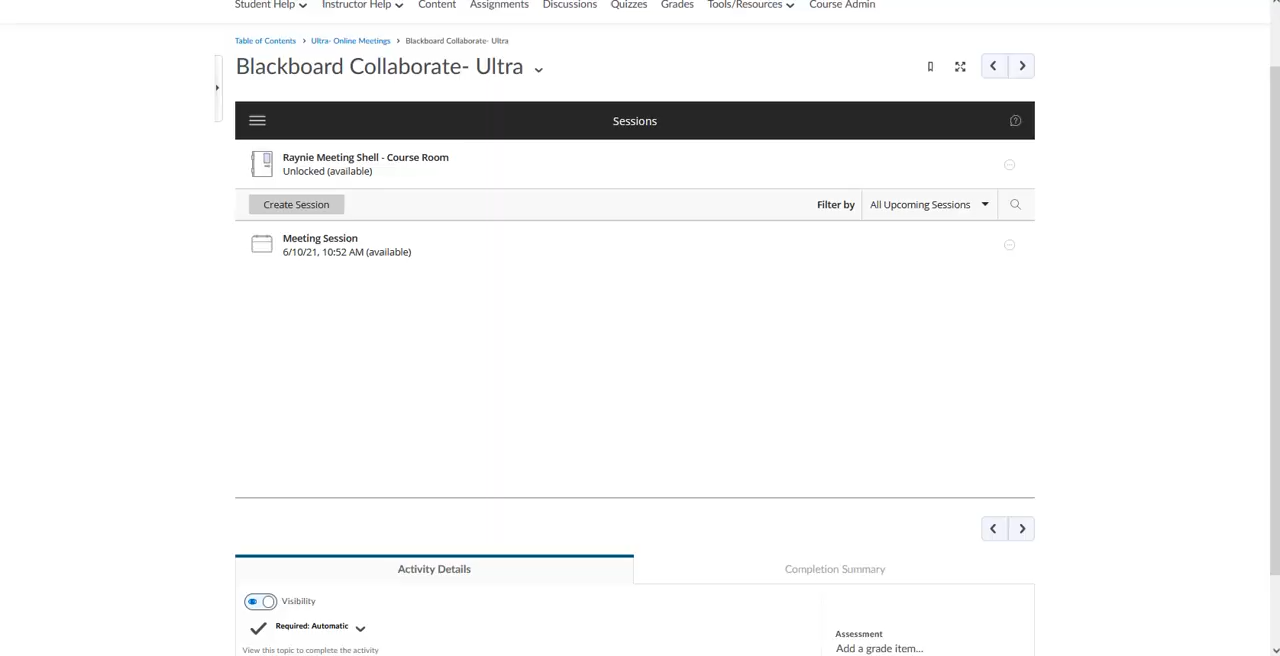 Student Help Instructor Help Content Assignments Discussions Quizzes Grades Tools/Resources Course Admin
Table of Contents › Ultra- Online Meetings › Blackboard Collaborate- Ultra
Blackboard Collaborate- Ultra
Sessions
Raynie Meeting Shell - Course Room
Unlocked (available)
Create Session Filter by All Upcoming Sessions
Meeting Session
6/10/21, 10:52 AM (available)
Activity Details Completion Summary
Visibility
Required: Automatic
View this topic to complete the activity
Assessment
Add a grade item...